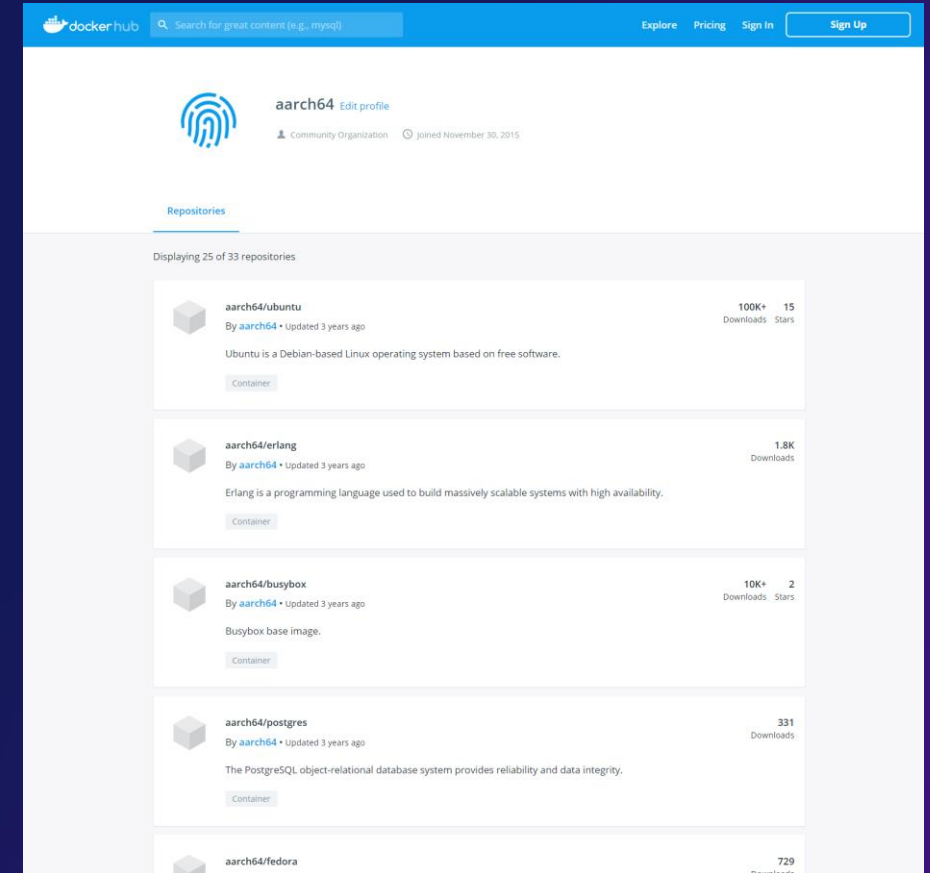 docker hub Search for great content (e.g., mysql) Explore Pricing Sign In Sign Up
aarch64 Edit profile
Community Organization Joined November 30, 2015
Repositories
Displaying 25 of 33 repositories
aarch64/ubuntu 100K+ 15
By aarch64 • Updated 3 years ago Downloads Stars
Ubuntu is a Debian-based Linux operating system based on free software.
Container
aarch64/erlang 1.8K
By aarch64 • Updated 3 years ago Downloads
Erlang is a programming language used to build massively scalable systems with high availability.
Container
aarch64/busybox 10K+ 2
By aarch64 • Updated 3 years ago Downloads Stars
Busybox base image.
Container
aarch64/postgres 331
By aarch64 • Updated 3 years ago Downloads
The PostgreSQL object-relational database system provides reliability and data integrity.
Container
aarch64/fedora 729
Downloads